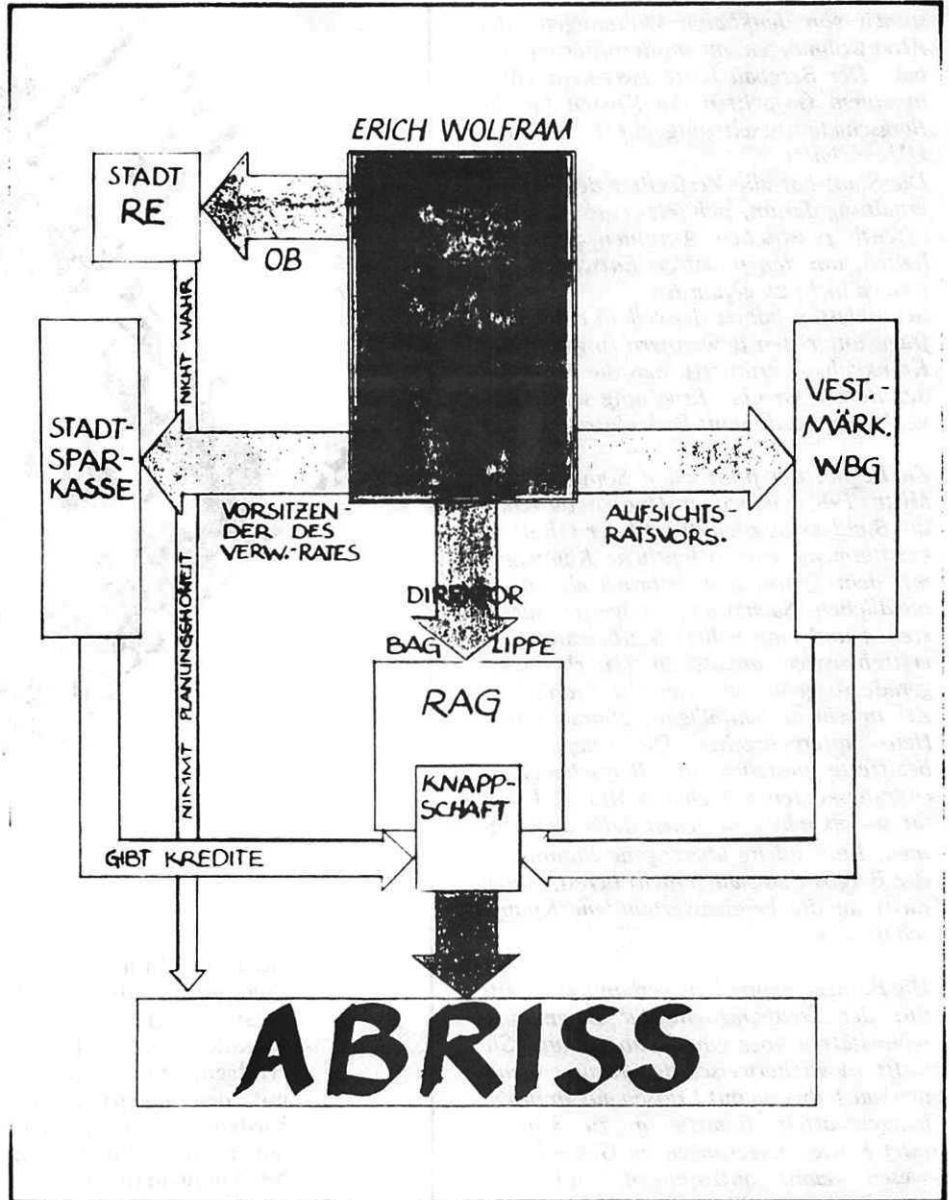 ERICH WOLFRAM
STADT
RE
OB
NIMMT PLANUNGSHOHEIT NICHT WAHR
STADT-
SPAR-
KASSE
VEST.-
MÄRK.
WBG
VORSITZEN-
DER DES
VERW.-RATES
AUFSICHTS
RATSVORS.
DIREKTOR
BAG LIPPE
RAG
KNAPP-
SCHAFT
GIBT KREDITE
ABRISS